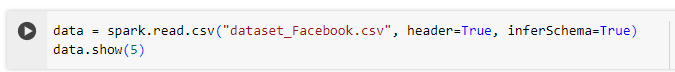 data = spark.read.csv("dataset_Facebook.csv", header=True, inferSchema=True)
data.show(5)